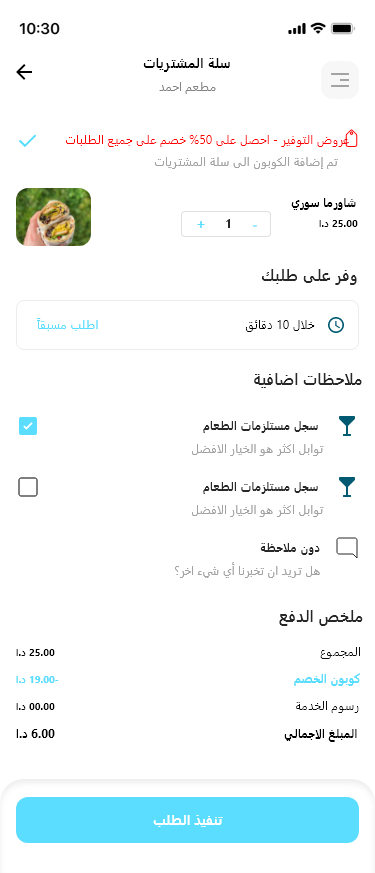 10:30
سلة المشتريات
مطعم احمد
عروض التوفير - احصل على 50% خصم على جميع الطلبات
تم إضافة الكوبون الى سلة المشتريات
شاورما سوري
25.00 د.ا
- 1 +
وفر على طلبك
خلال 10 دقائق
اطلب مسبقاً
ملاحظات اضافية
سجل مستلزمات الطعام
توابل اكثر هو الخيار الافضل
سجل مستلزمات الطعام
توابل اكثر هو الخيار الافضل
دون ملاحظة
هل تريد ان تخبرنا أي شيء اخر؟
ملخص الدفع
المجموع 25.00 د.ا
كوبون الخصم -19.00 د.ا
رسوم الخدمة 00.00 د.ا
المبلغ الاجمالي 6.00 د.ا
تنفيذ الطلب